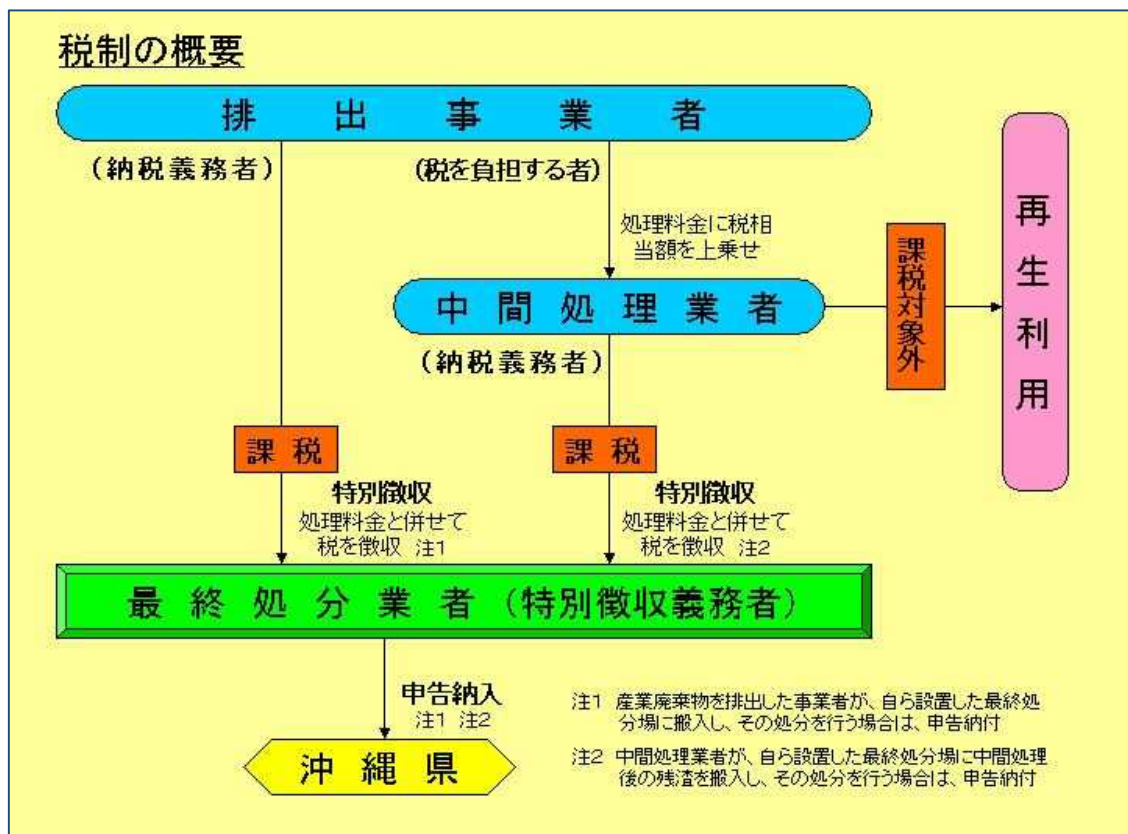 税制の概要
排出事業者
（納税義務者）
（税を負担する者）
処理料金に税相
当額を上乗せ
中間処理業者
（納税義務者）
課税対象外
再生利用
課税
課税
特別徴収
処理料金と併せて
税を徴収 注1
特別徴収
処理料金と併せて
税を徴収 注2
最終処分業者（特別徴収義務者）
申告納入
注1 注2
沖縄県
注1 産業廃棄物を排出した事業者が、自ら設置した最終処
分場に搬入し、その処分を行う場合は、申告納付
注2 中間処理業者が、自ら設置した最終処分場に中間処理
後の残渣を搬入し、その処分を行う場合は、申告納付